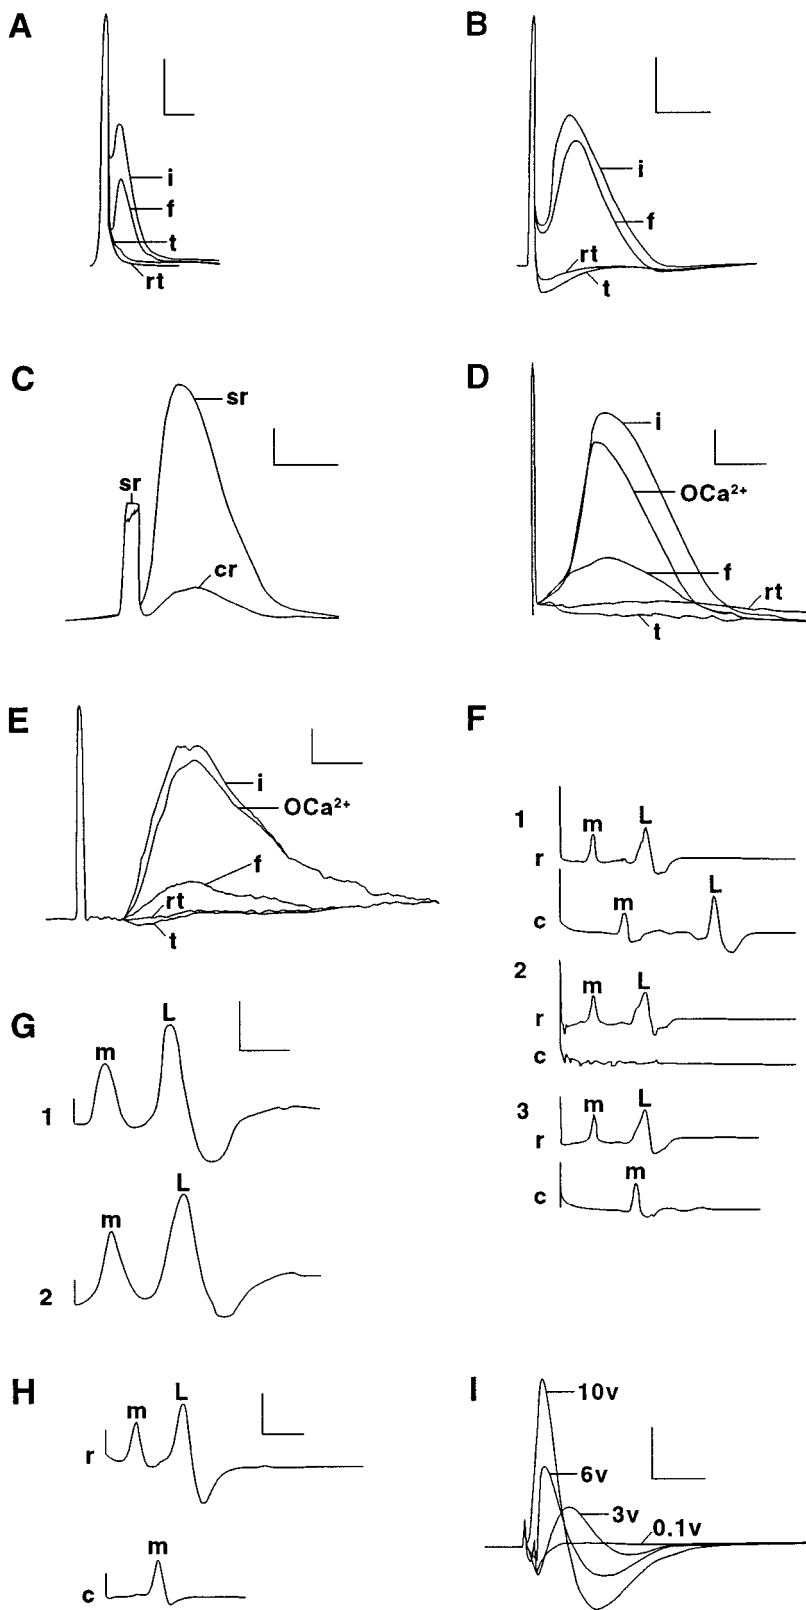 A
i
f
t
rt
B
i
f
rt
t
C
sr
sr
cr
D
i
OCa²⁺
f
rt
t
E
i
OCa²⁺
f
rt
t
F
1
m L
r
m L
c
2
m L
r
c
3
m L
r
m
c
G
m L
1
m L
2
H
m L
r
m
c
I
10v
6v
3v
0.1v